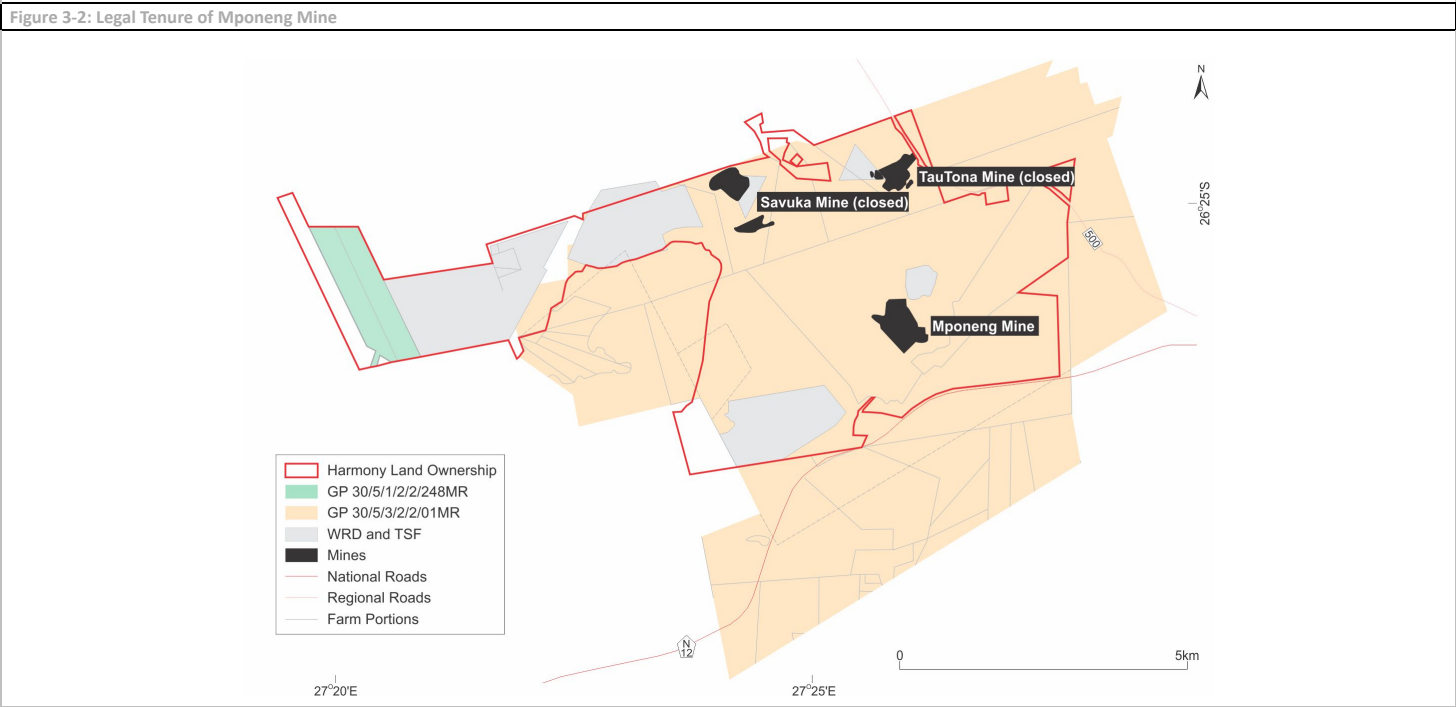 Figure 3-2: Legal Tenure of Mponeng Mine
N
TauTona Mine (closed)
Savuka Mine (closed)
26°25'S
500
Mponeng Mine
Harmony Land Ownership
GP 30/5/1/2/2/248MR
GP 30/5/3/2/2/01MR
WRD and TSF
Mines
National Roads
Regional Roads
Farm Portions
N
12
0 5km
27°20'E 27°25'E